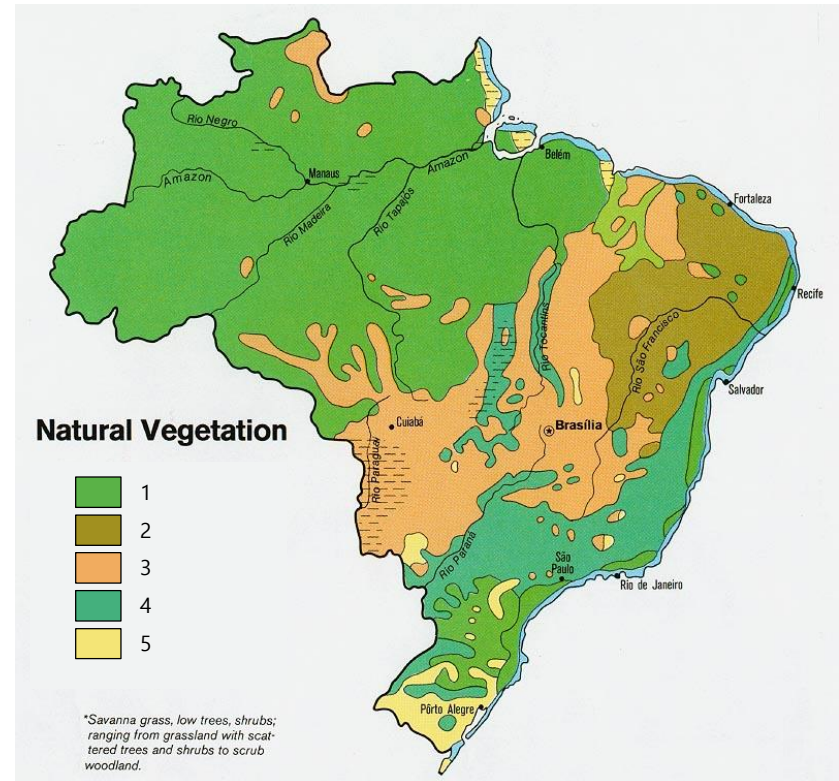 Rio Negro
Amazon
Manaus
Amazon
Belém
Rio Madeira
Rio Tapajós
Fortaleza
Recife
Rio Tocantins
Rio São Francisco
Salvador
Natural Vegetation
Cuiabá
Brasília
Rio Paraguai
1
2
3
4
5
Rio Paraná
São
Paulo
Rio de Janeiro
Pôrto Alegre
*Savanna grass, low trees, shrubs;
ranging from grassland with scat-
tered trees and shrubs to scrub
woodland.